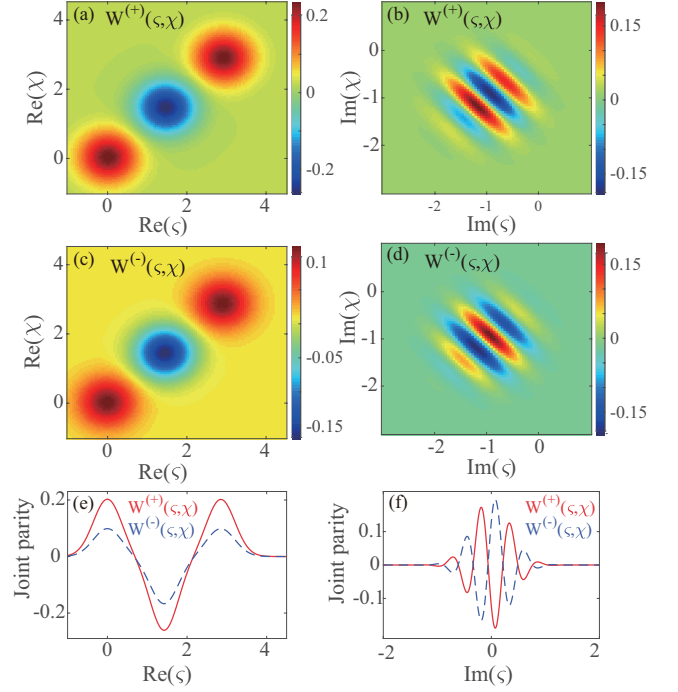 (a) W⁽⁺⁾(ς,χ)
Re(χ)
4
2
0
0 2 4
Re(ς)
0.2
0
-0.2
(b) W⁽⁺⁾(ς,χ)
Im(χ)
0
-1
-2
-2 -1 0
Im(ς)
0.15
0
-0.15
(c) W⁽⁻⁾(ς,χ)
Re(χ)
4
2
0
0 2 4
Re(ς)
0.1
-0.05
-0.15
(d) W⁽⁻⁾(ς,χ)
Im(χ)
0
-1
-2
-2 -1 0
Im(ς)
0.15
0
-0.15
(e) W⁽⁺⁾(ς,χ)
W⁽⁻⁾(ς,χ)
Joint parity
0.2
0
-0.2
0 2 4
Re(ς)
(f) W⁽⁺⁾(ς,χ)
W⁽⁻⁾(ς,χ)
Joint parity
0.1
0
-0.1
-2 0 2
Im(ς)